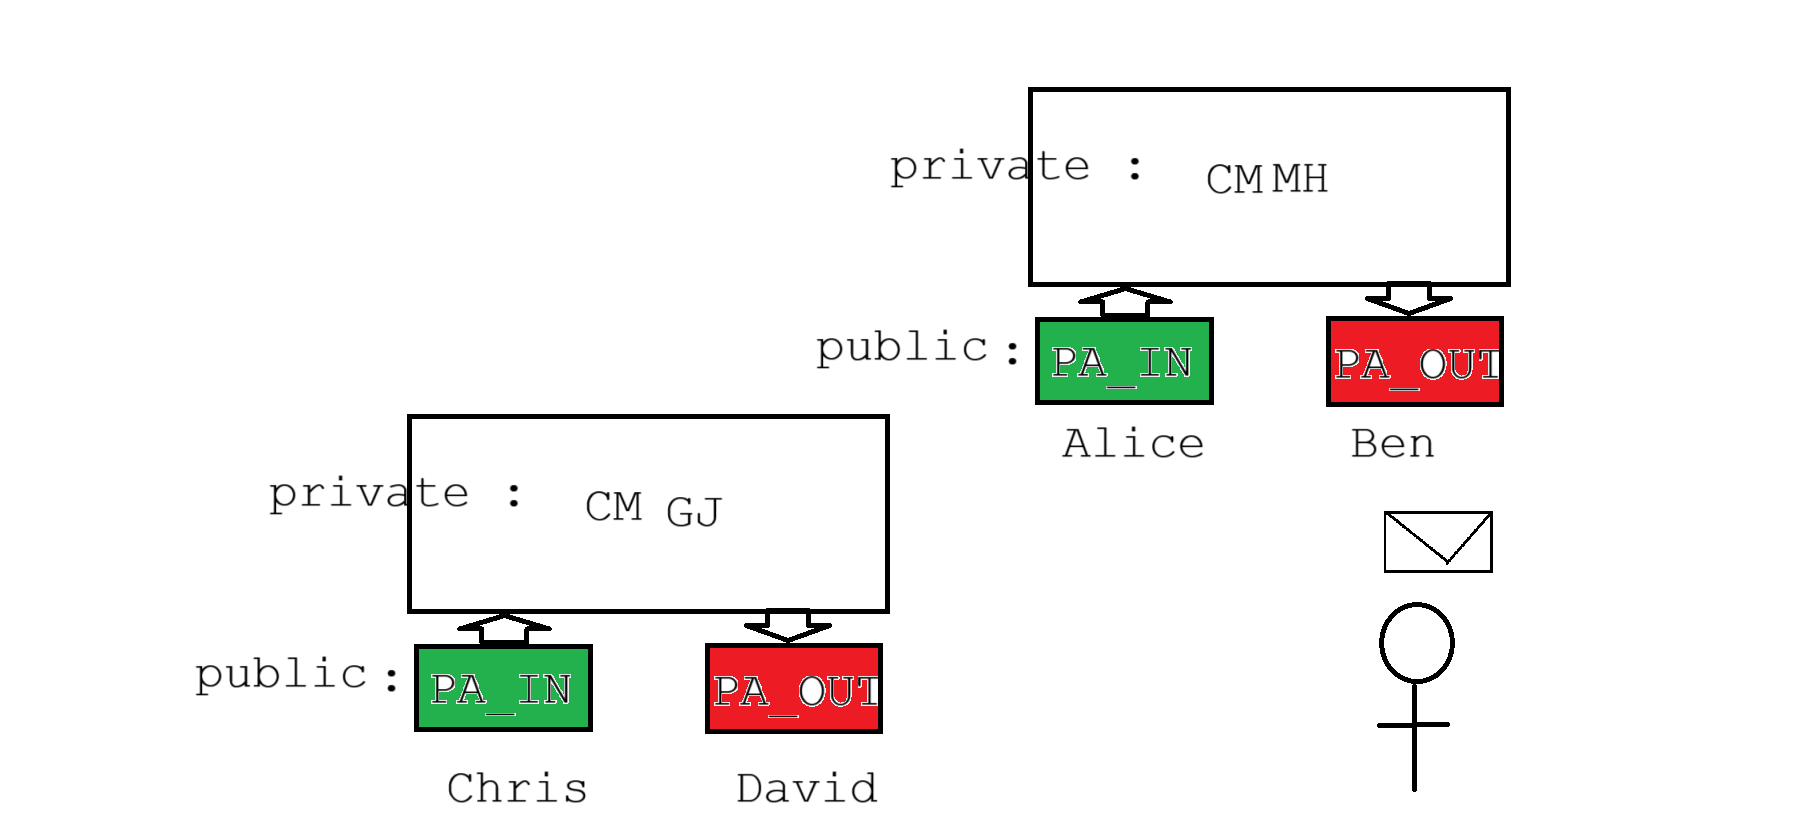 private : CM MH
public : PA_IN PA_OUT
Alice Ben
private : CM GJ
public : PA_IN PA_OUT
Chris David